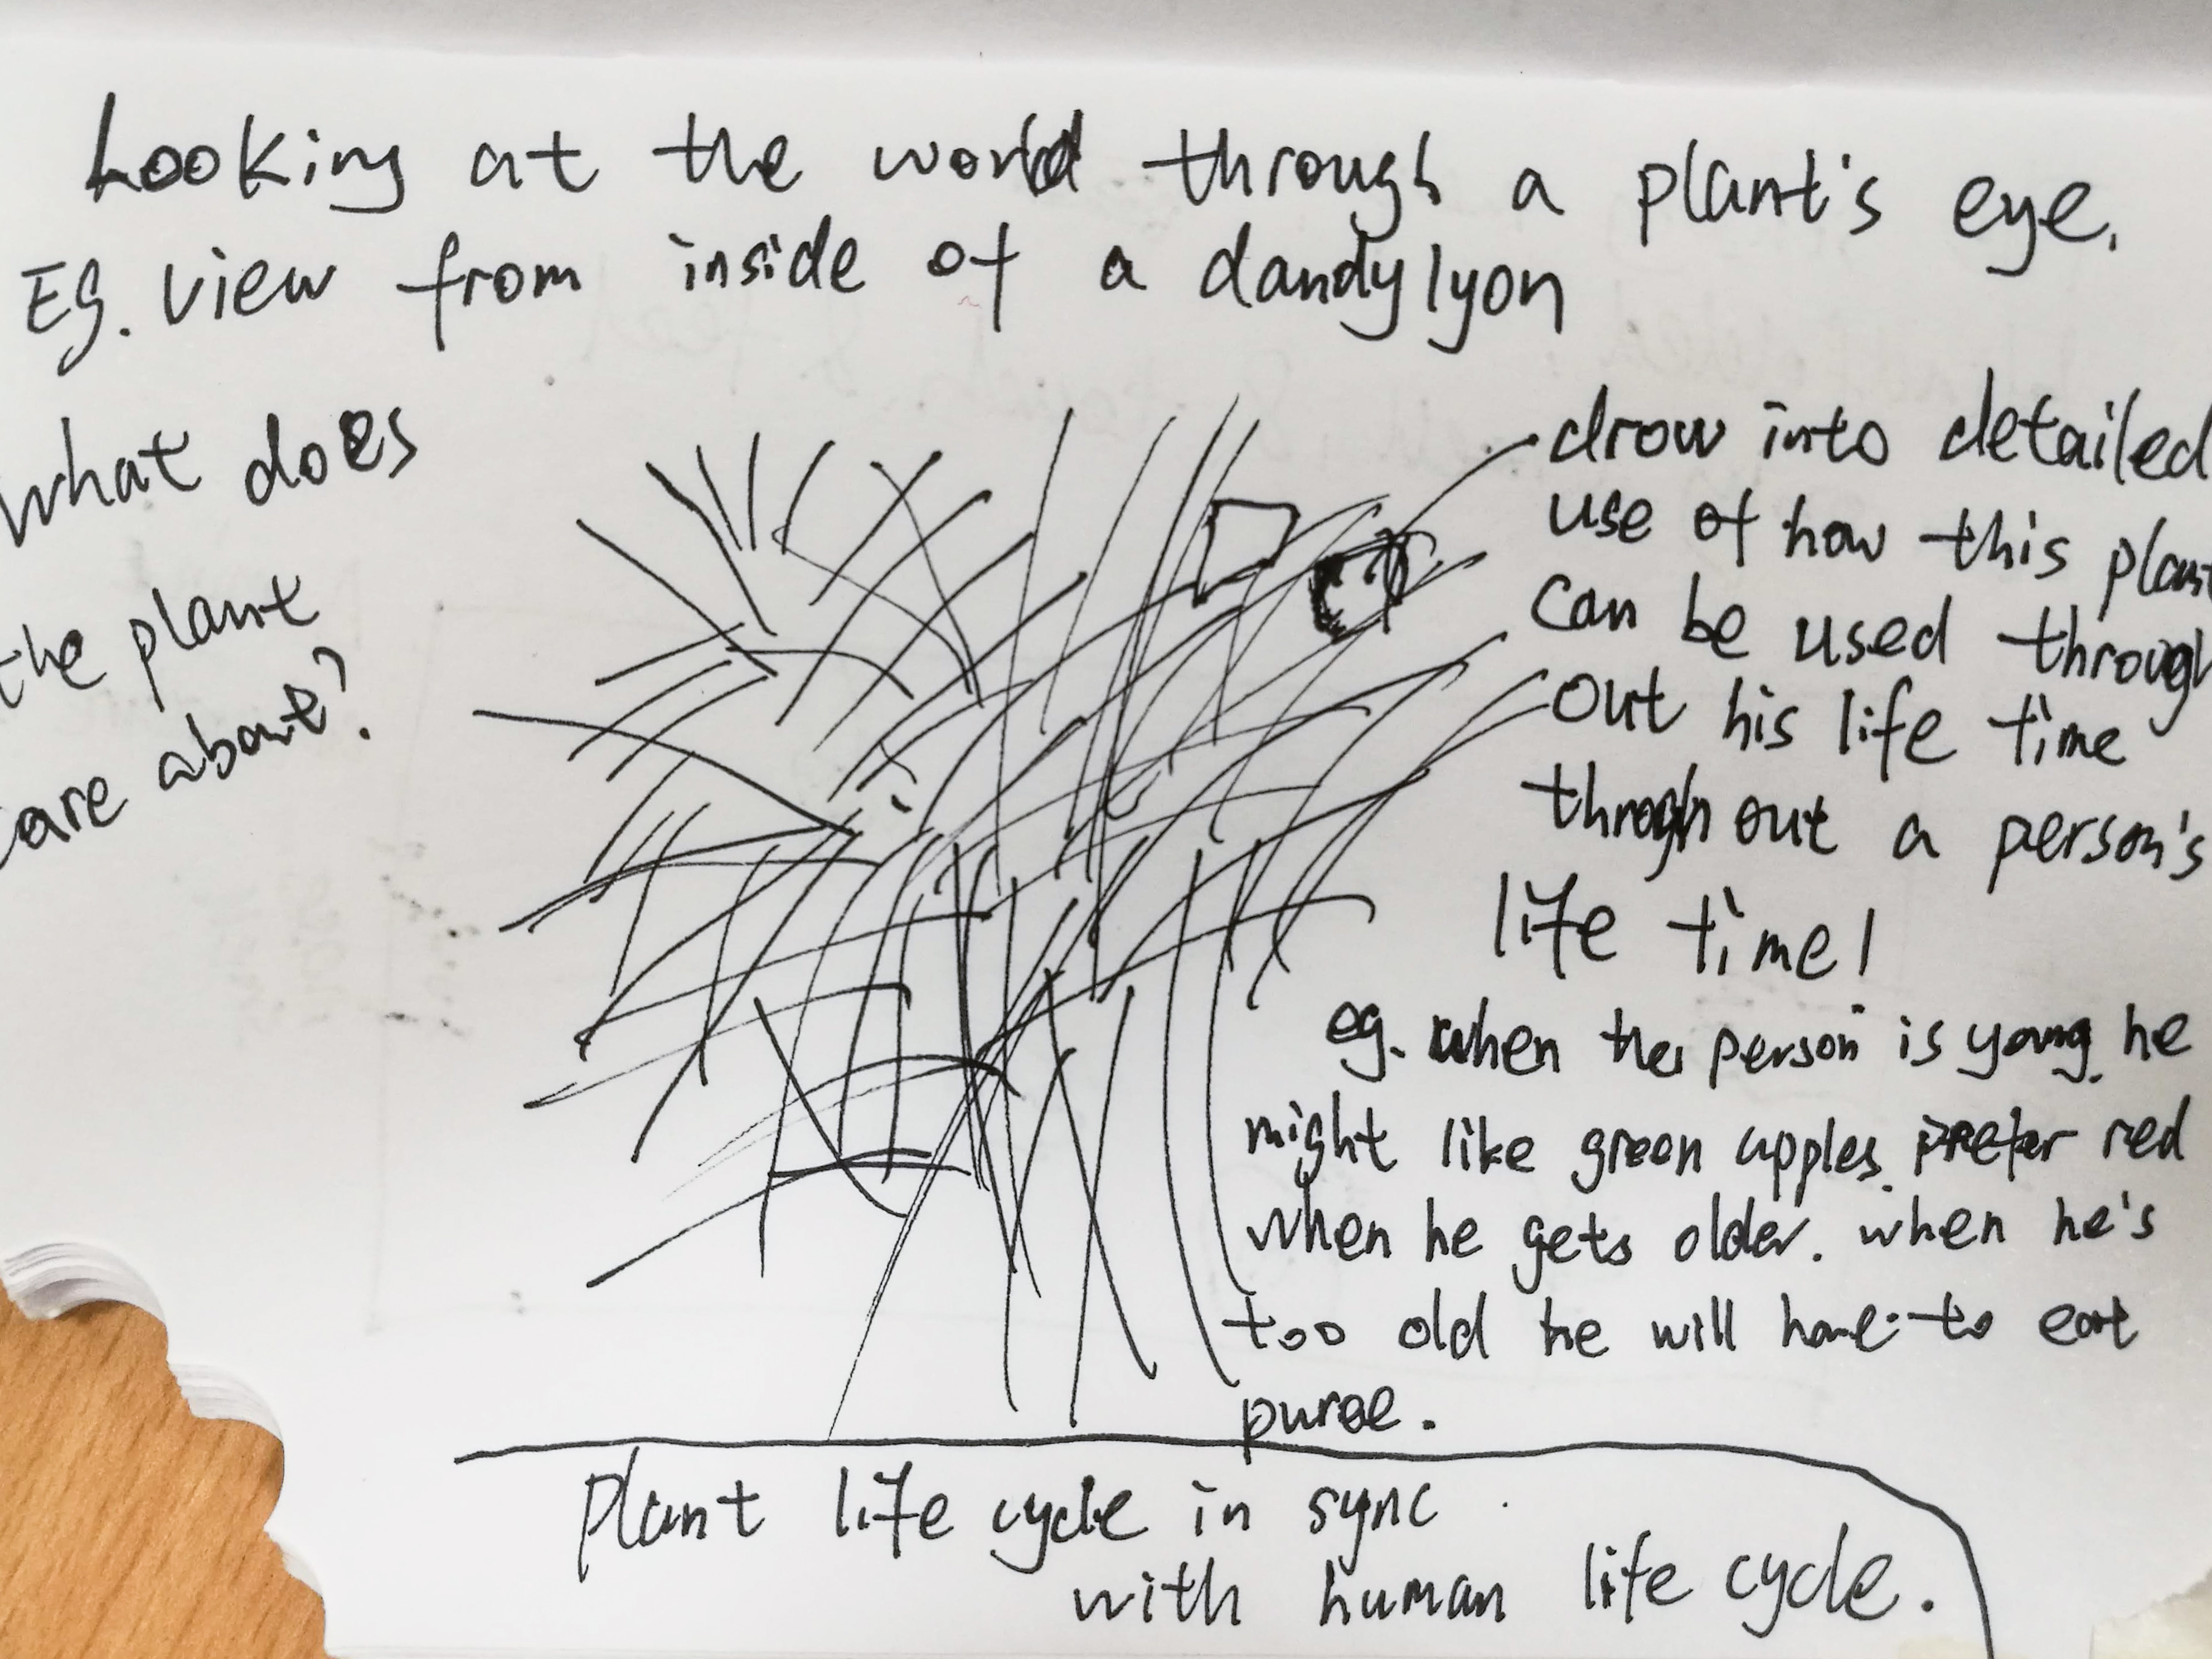 Looking at the world through a plant's eye.
Eg. view from inside of a dandylyon
what does
the plant
care about?
drow into detailed
use of how this plant
can be used through
out his life time
throgh out a person's
life time!
eg. when the person is young he
might like green apples. prefer red
when he gets older. when he's
too old he will have to eat
puree.
plant life cycle in sync
with human life cycle.